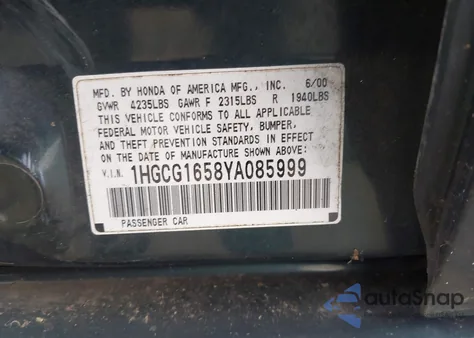 MFD. BY HONDA OF AMERICA MFG., INC. 6/00
GVWR 4235LBS GAWR F 2315LBS R 1940LBS
THIS VEHICLE CONFORMS TO ALL APPLICABLE
FEDERAL MOTOR VEHICLE SAFETY, BUMPER,
AND THEFT PREVENTION STANDARDS IN EFFECT
ON THE DATE OF MANUFACTURE SHOWN ABOVE.
V.I.N. 1HGCG1658YA085999
PASSENGER CAR
autoSnap